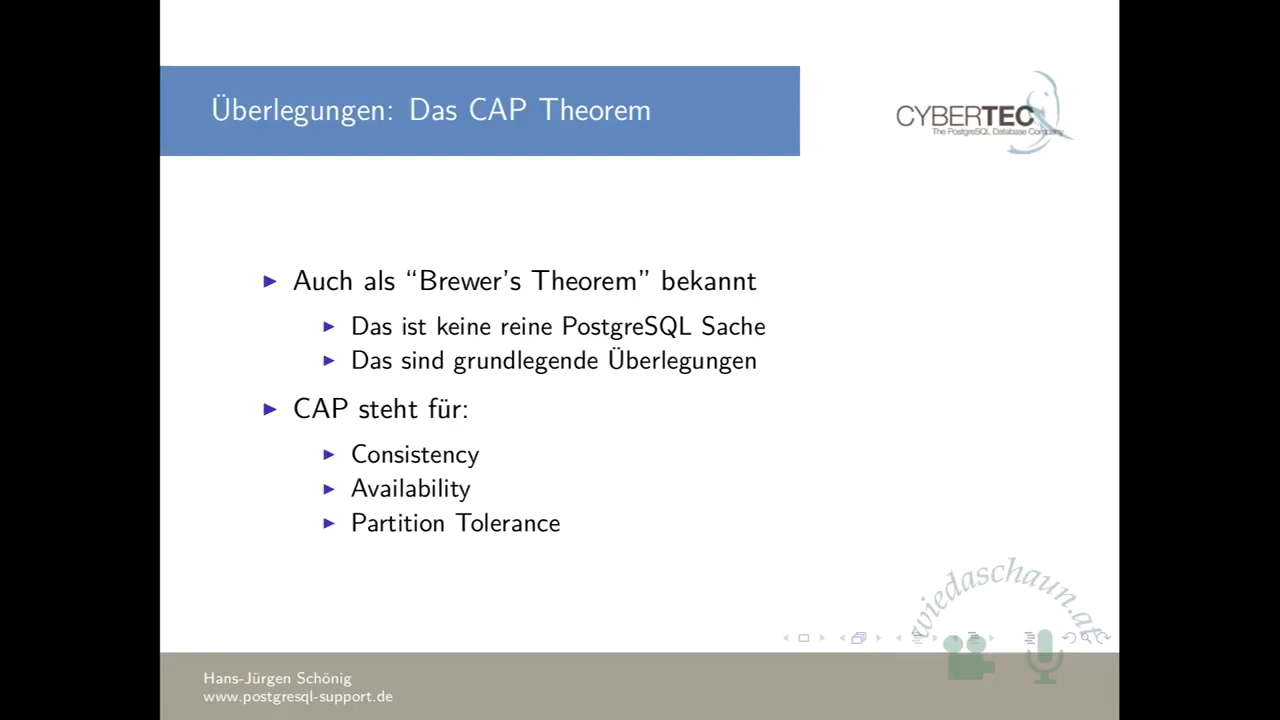 Überlegungen: Das CAP Theorem
CYBERTEC
The PostgreSQL Database Company
Auch als “Brewer's Theorem” bekannt
Das ist keine reine PostgreSQL Sache
Das sind grundlegende Überlegungen
CAP steht für:
Consistency
Availability
Partition Tolerance
wiedaschaun.at
Hans-Jürgen Schönig
www.postgresql-support.de